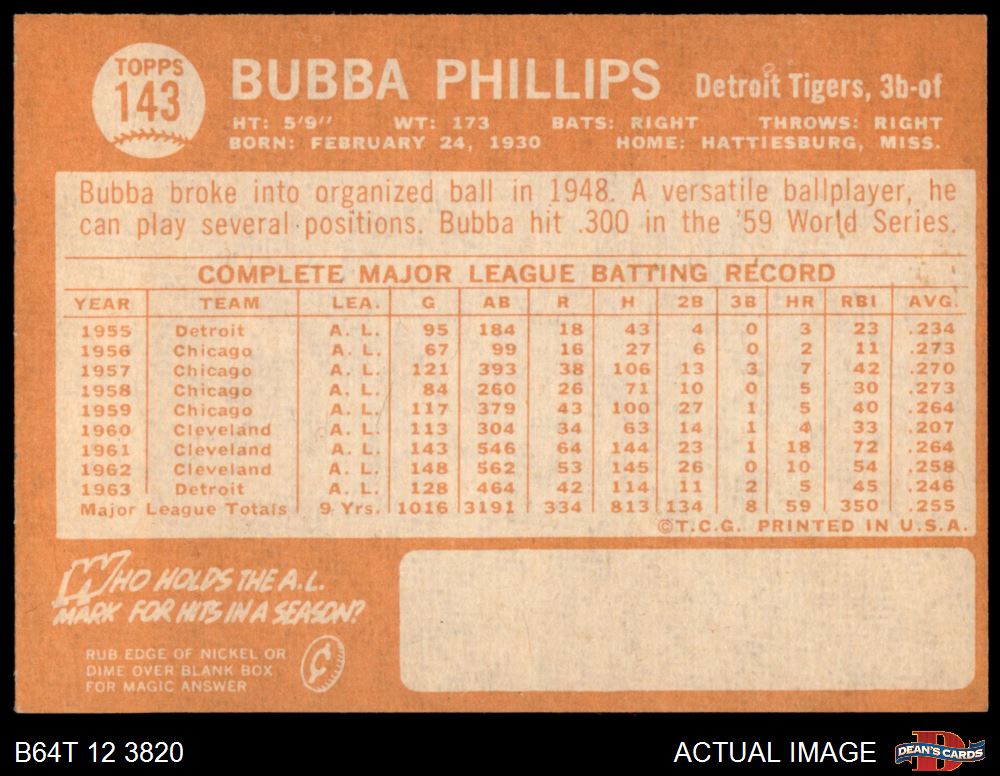 TOPPS
143
BUBBA PHILLIPS Detroit Tigers, 3b-of
HT: 5'9" WT: 173 BATS: RIGHT THROWS: RIGHT
BORN: FEBRUARY 24, 1930 HOME: HATTIESBURG, MISS.
Bubba broke into organized ball in 1948. A versatile ballplayer, he
can play several positions. Bubba hit .300 in the '59 World Series.
COMPLETE MAJOR LEAGUE BATTING RECORD
YEAR TEAM LEA. G AB R H 2B 3B HR RBI AVG.
1955 Detroit A. L. 95 184 18 43 4 0 3 23 .234
1956 Chicago A. L. 67 99 16 27 6 0 2 11 .273
1957 Chicago A. L. 121 393 38 106 13 3 7 42 .270
1958 Chicago A. L. 84 260 26 71 10 0 5 30 .273
1959 Chicago A. L. 117 379 43 100 27 1 5 40 .264
1960 Cleveland A. L. 113 304 34 63 14 1 4 33 .207
1961 Cleveland A. L. 143 546 64 144 23 1 18 72 .264
1962 Cleveland A. L. 148 562 53 145 26 0 10 54 .258
1963 Detroit A. L. 128 464 42 114 11 2 5 45 .246
Major League Totals 9 Yrs. 1016 3191 334 813 134 8 59 350 .255
©T.C.G. PRINTED IN U.S.A.
WHO HOLDS THE A.L.
MARK FOR HITS IN A SEASON?
RUB EDGE OF NICKEL OR
DIME OVER BLANK BOX
FOR MAGIC ANSWER
¢
B64T 12 3820 ACTUAL IMAGE
D
DEAN'S CARDS